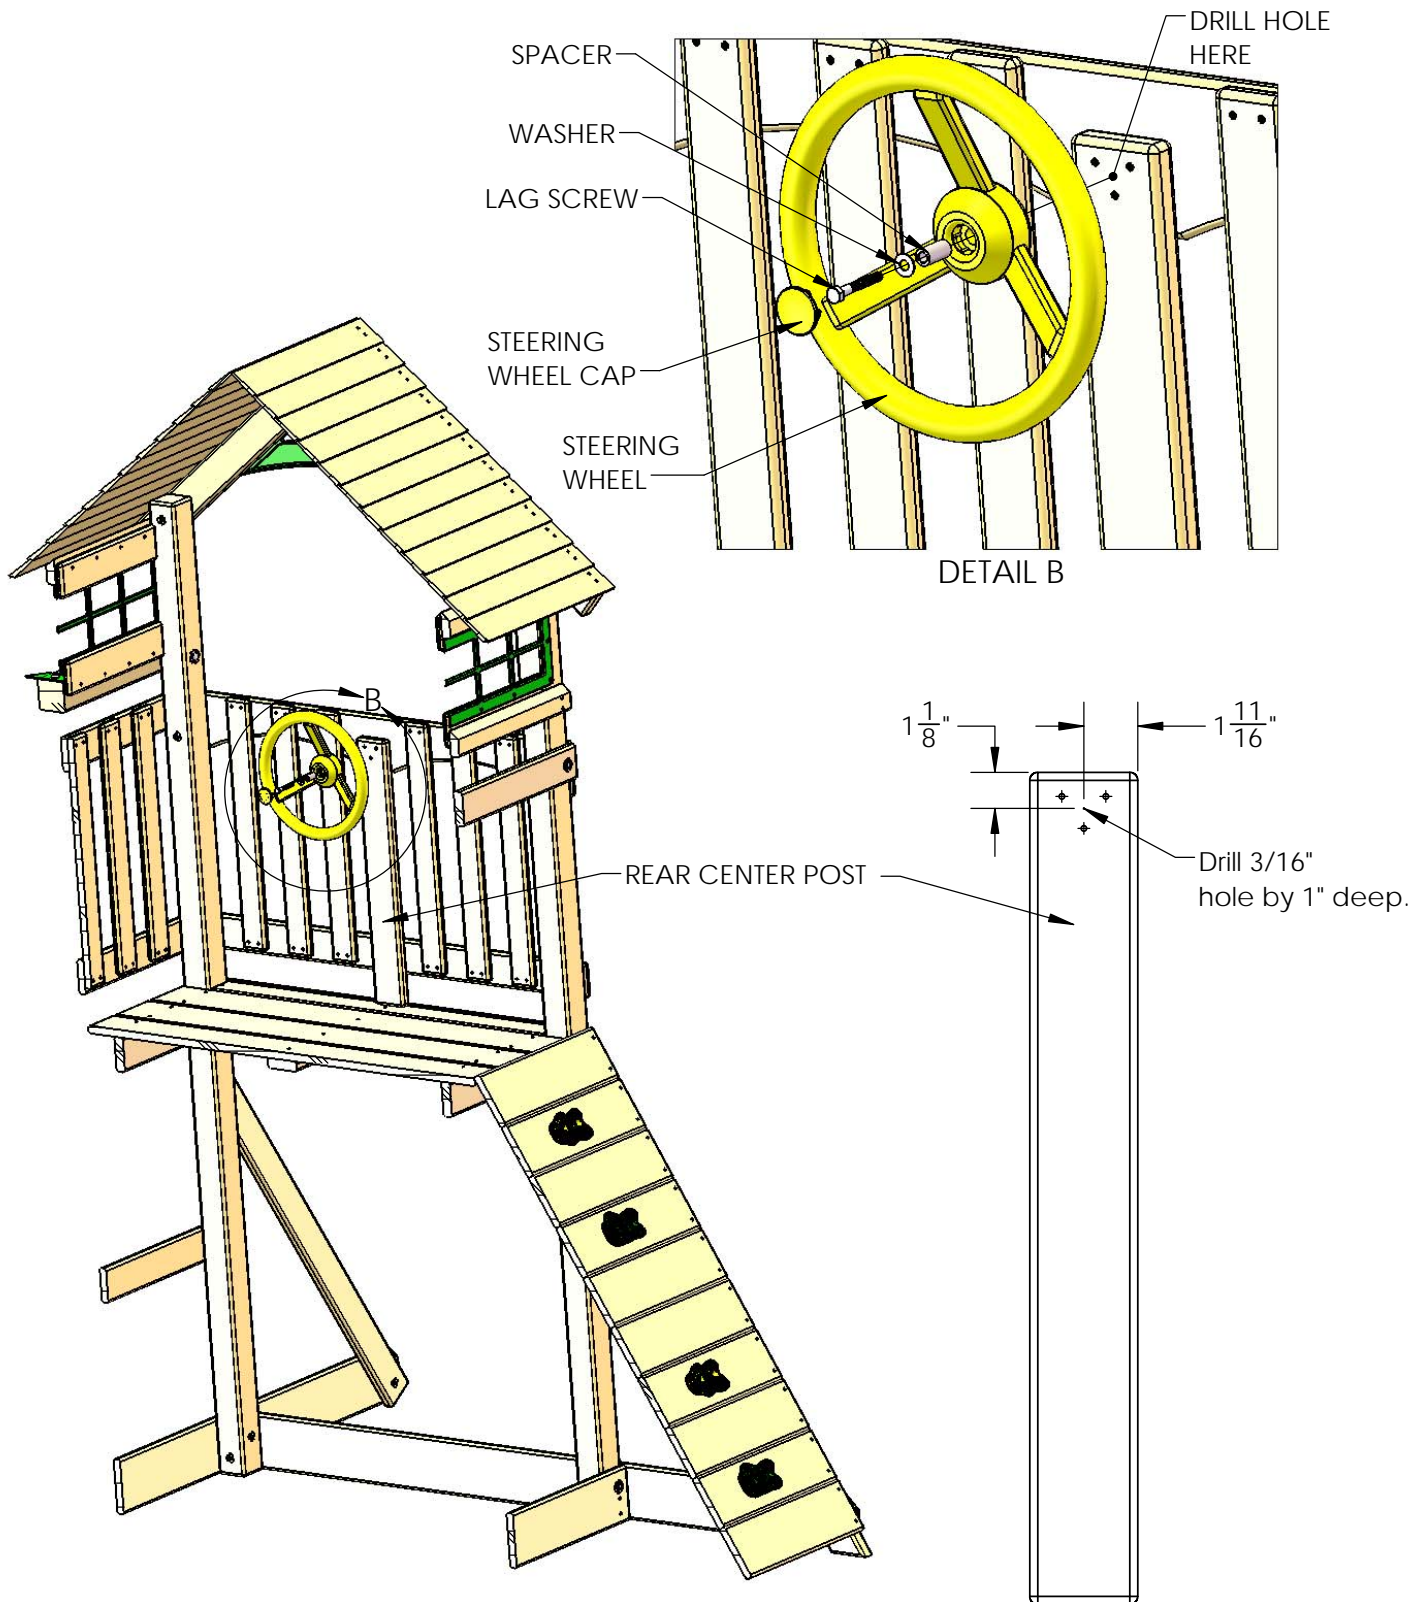 DRILL HOLE
HERE
SPACER
WASHER
LAG SCREW
STEERING
WHEEL CAP
STEERING
WHEEL
DETAIL B
B
1 1/8"
1 11/16"
REAR CENTER POST
Drill 3/16"
hole by 1" deep.